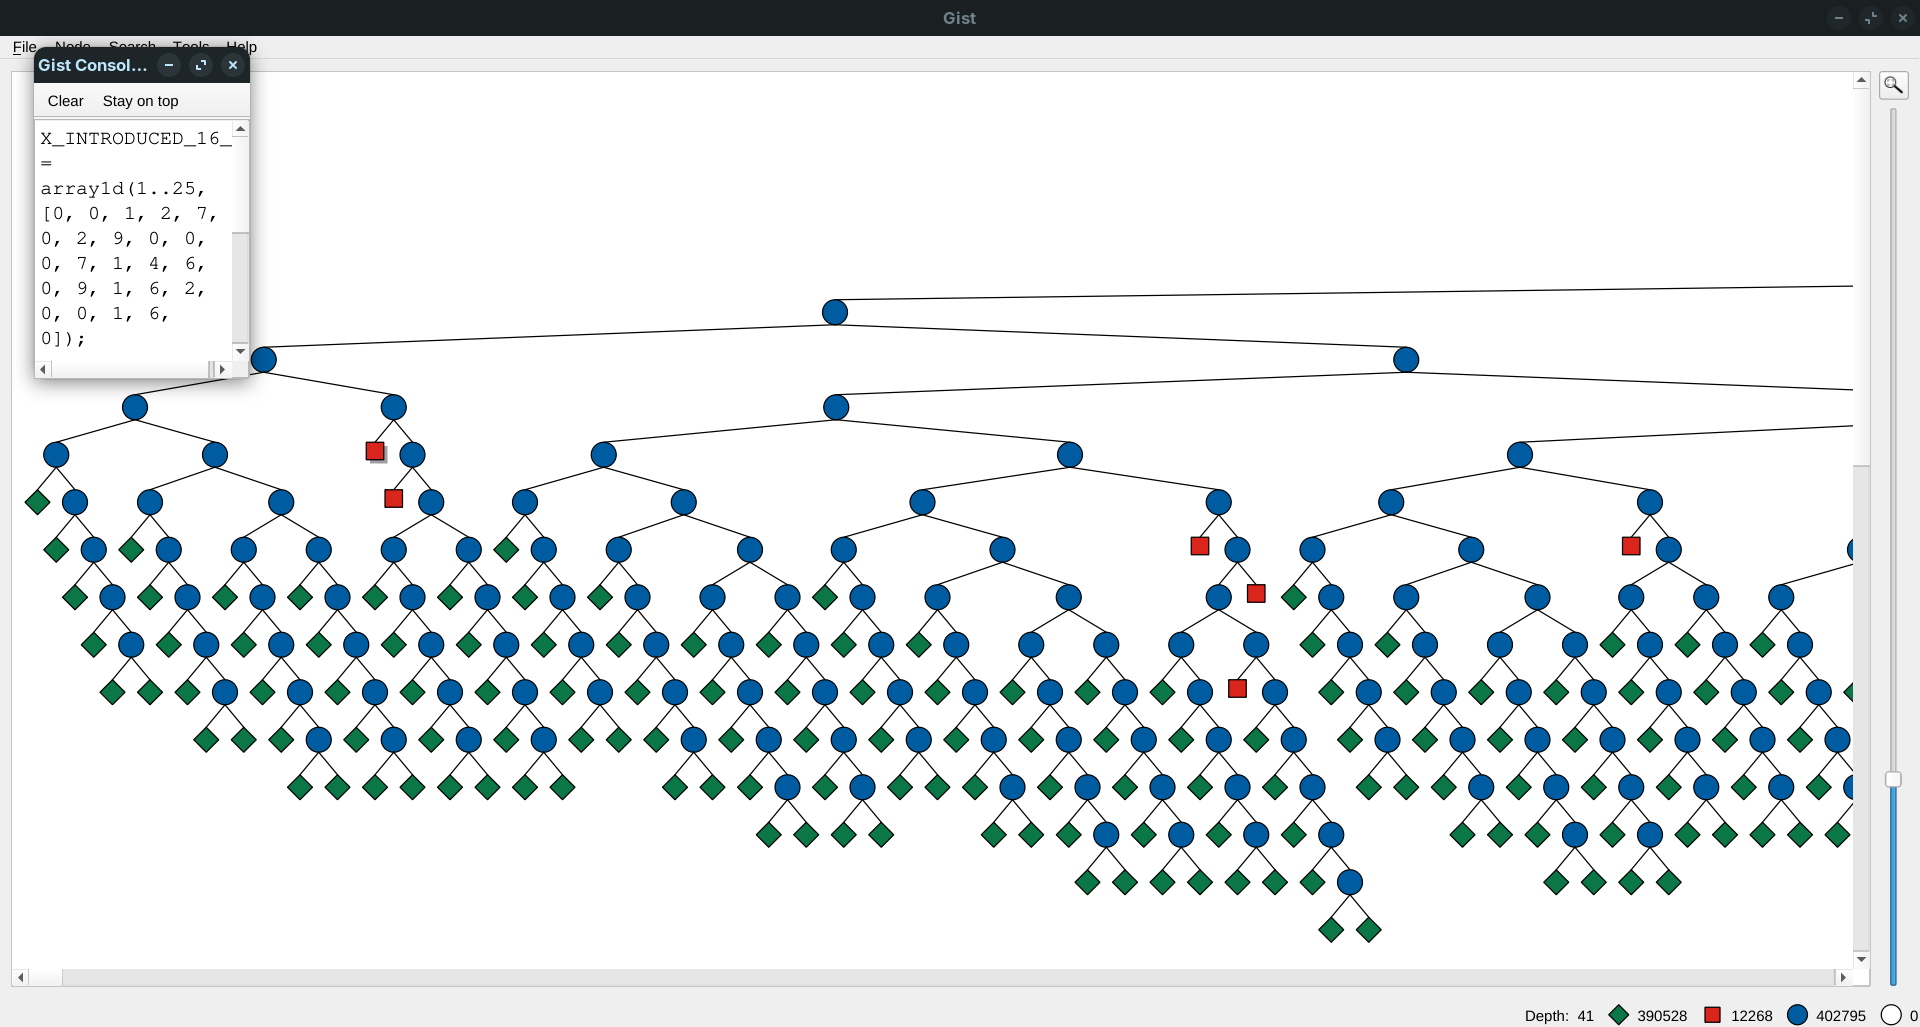 Gist
File Node Search Tools Help
Gist Consol...
Clear Stay on top
X_INTRODUCED_16_
=
array1d(1..25,
[0, 0, 1, 2, 7,
0, 2, 9, 0, 0,
0, 7, 1, 4, 6,
0, 9, 1, 6, 2,
0, 0, 1, 6,
0]);
Depth: 41 390528 12268 402795 0